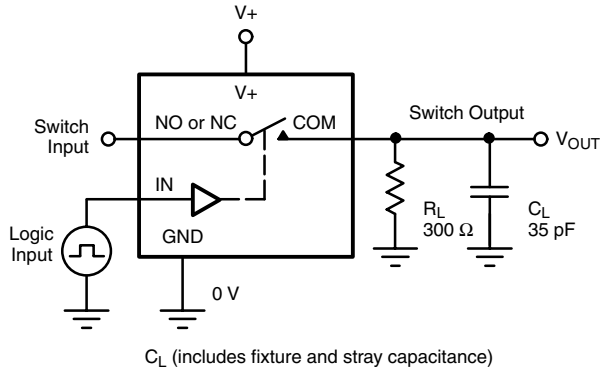 V+
V+
Switch Output
NO or NC
COM
Switch
Input
VOUT
IN
RL
300 Ω
CL
35 pF
Logic
Input
GND
0 V
CL (includes fixture and stray capacitance)